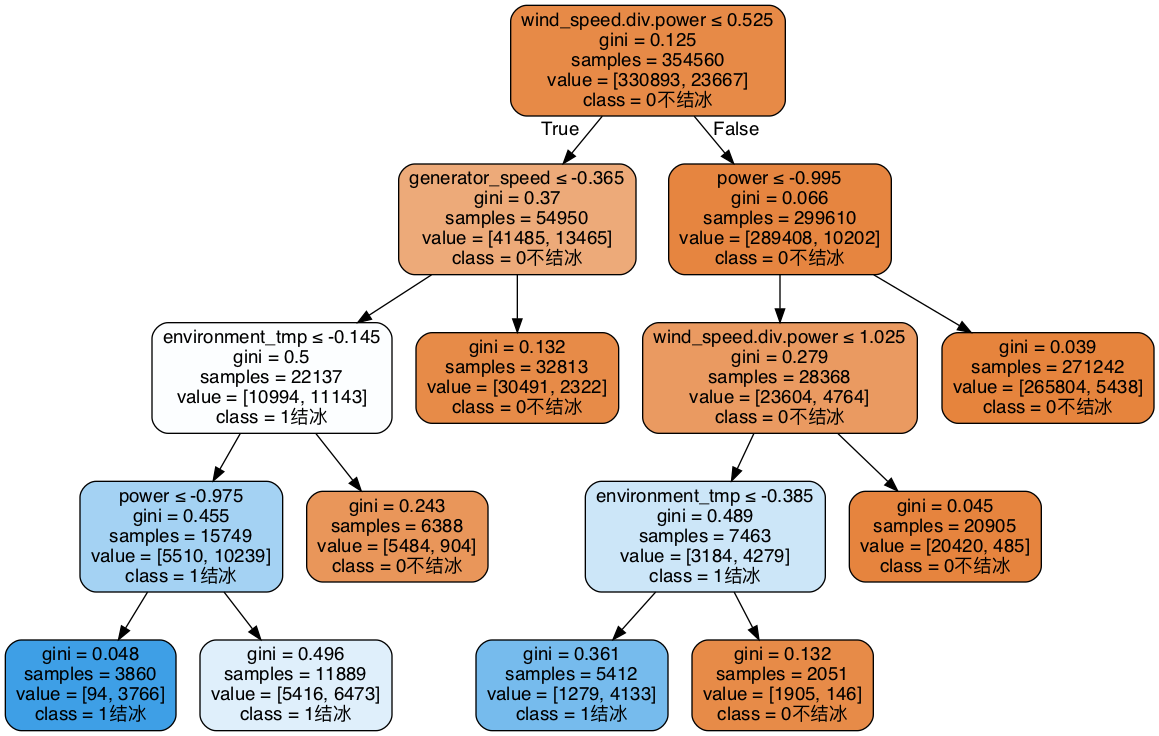 wind_speed.div.power ≤ 0.525
gini = 0.125
samples = 354560
value = [330893, 23667]
class = 0不结冰
True
False
generator_speed ≤ -0.365
gini = 0.37
samples = 54950
value = [41485, 13465]
class = 0不结冰
power ≤ -0.995
gini = 0.066
samples = 299610
value = [289408, 10202]
class = 0不结冰
environment_tmp ≤ -0.145
gini = 0.5
samples = 22137
value = [10994, 11143]
class = 1结冰
gini = 0.132
samples = 32813
value = [30491, 2322]
class = 0不结冰
wind_speed.div.power ≤ 1.025
gini = 0.279
samples = 28368
value = [23604, 4764]
class = 0不结冰
gini = 0.039
samples = 271242
value = [265804, 5438]
class = 0不结冰
power ≤ -0.975
gini = 0.455
samples = 15749
value = [5510, 10239]
class = 1结冰
gini = 0.243
samples = 6388
value = [5484, 904]
class = 0不结冰
environment_tmp ≤ -0.385
gini = 0.489
samples = 7463
value = [3184, 4279]
class = 1结冰
gini = 0.045
samples = 20905
value = [20420, 485]
class = 0不结冰
gini = 0.048
samples = 3860
value = [94, 3766]
class = 1结冰
gini = 0.496
samples = 11889
value = [5416, 6473]
class = 1结冰
gini = 0.361
samples = 5412
value = [1279, 4133]
class = 1结冰
gini = 0.132
samples = 2051
value = [1905, 146]
class = 0不结冰